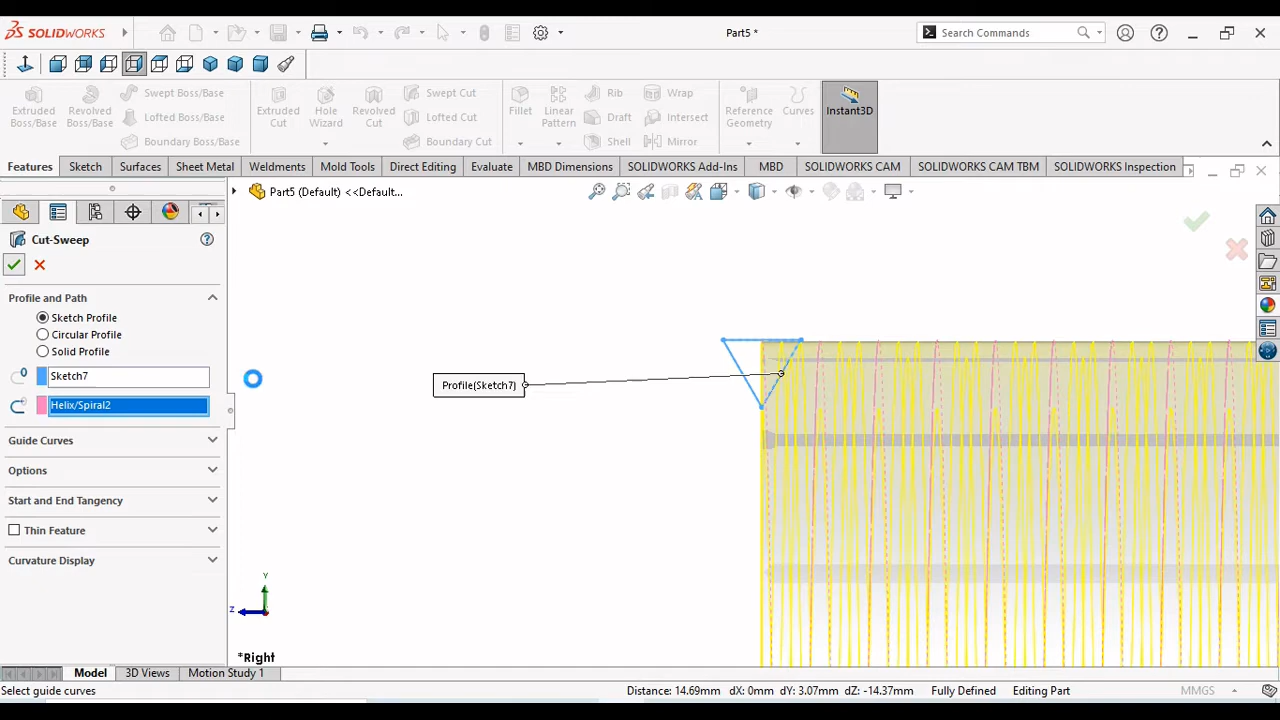 SOLIDWORKS
Part5 *
Search Commands
Extruded Boss/Base
Revolved Boss/Base
Swept Boss/Base
Lofted Boss/Base
Boundary Boss/Base
Extruded Cut
Hole Wizard
Revolved Cut
Swept Cut
Lofted Cut
Boundary Cut
Fillet
Linear Pattern
Rib
Draft
Shell
Wrap
Intersect
Mirror
Reference Geometry
Curves
Instant3D
Features Sketch Surfaces Sheet Metal Weldments Mold Tools Direct Editing Evaluate MBD Dimensions SOLIDWORKS Add-Ins MBD SOLIDWORKS CAM SOLIDWORKS CAM TBM SOLIDWORKS Inspection
Part5 (Default) <<Default...
Cut-Sweep
Profile and Path
Sketch Profile
Circular Profile
Solid Profile
Sketch7
Helix/Spiral2
Guide Curves
Options
Start and End Tangency
Thin Feature
Curvature Display
Profile(Sketch7)
Y
Z
*Right
Model 3D Views Motion Study 1
Select guide curves
Distance: 14.69mm dX: 0mm dY: 3.07mm dZ: -14.37mm Fully Defined Editing Part MMGS